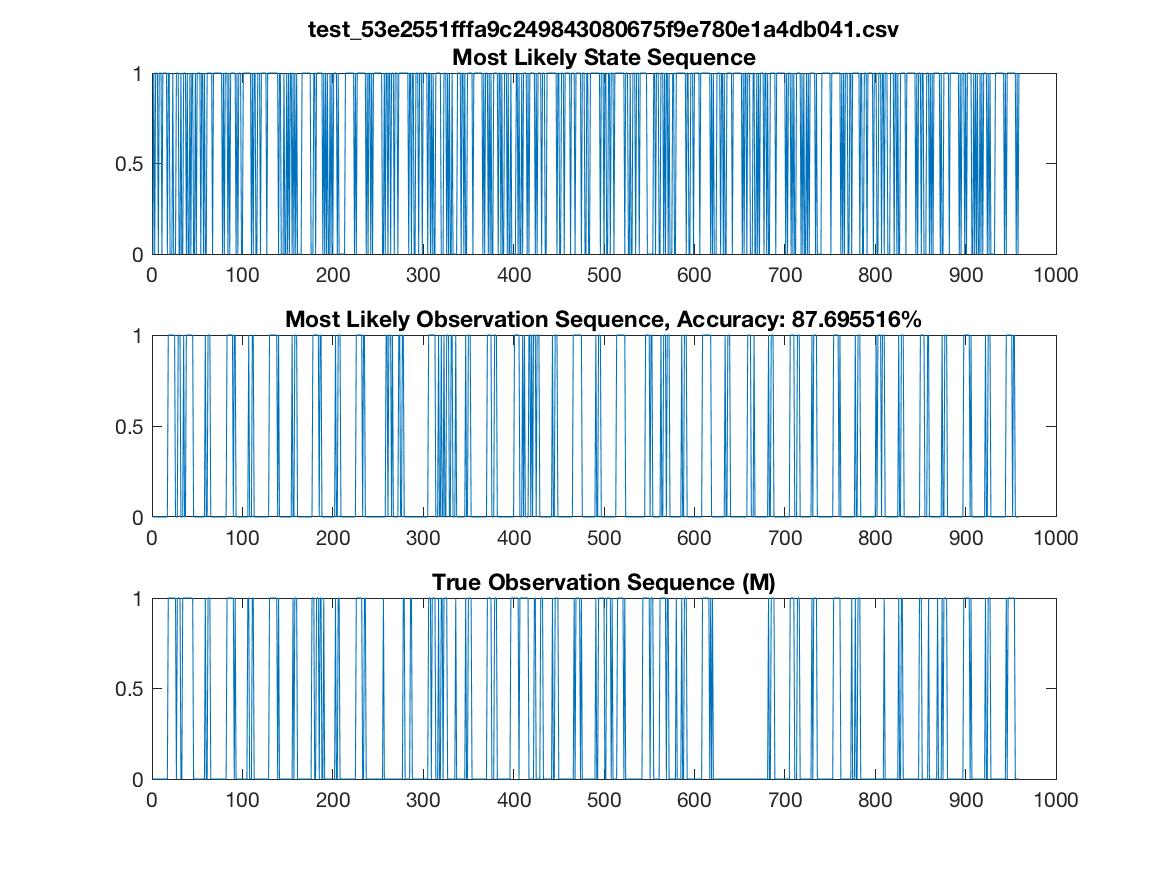 test_53e2551fffa9c249843080675f9e780e1a4db041.csv
Most Likely State Sequence
1
0.5
0
0 100 200 300 400 500 600 700 800 900 1000
Most Likely Observation Sequence, Accuracy: 87.695516%
1
0.5
0
0 100 200 300 400 500 600 700 800 900 1000
True Observation Sequence (M)
1
0.5
0
0 100 200 300 400 500 600 700 800 900 1000